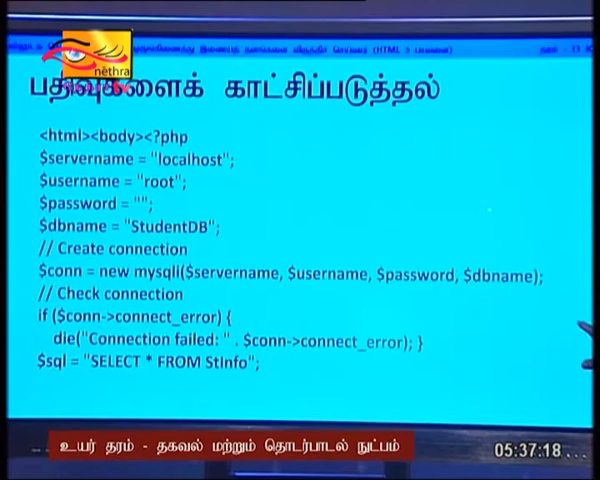 (HTML 5
nethra
பதிவுகளைக் காட்சிப்படுத்தல்
<html><body><?php
$servername = "localhost";
$username = "root";
$password = "";
$dbname = "StudentDB";
// Create connection
$conn = new mysqli($servername, $username, $password, $dbname);
// Check connection
if ($conn->connect_error) {
die("Connection failed: " . $conn->connect_error); }
$sql = "SELECT * FROM StInfo";
உயர் தரம் - தகவல் மற்றும் தொடர்பாடல் நுட்பம்
05:37:18